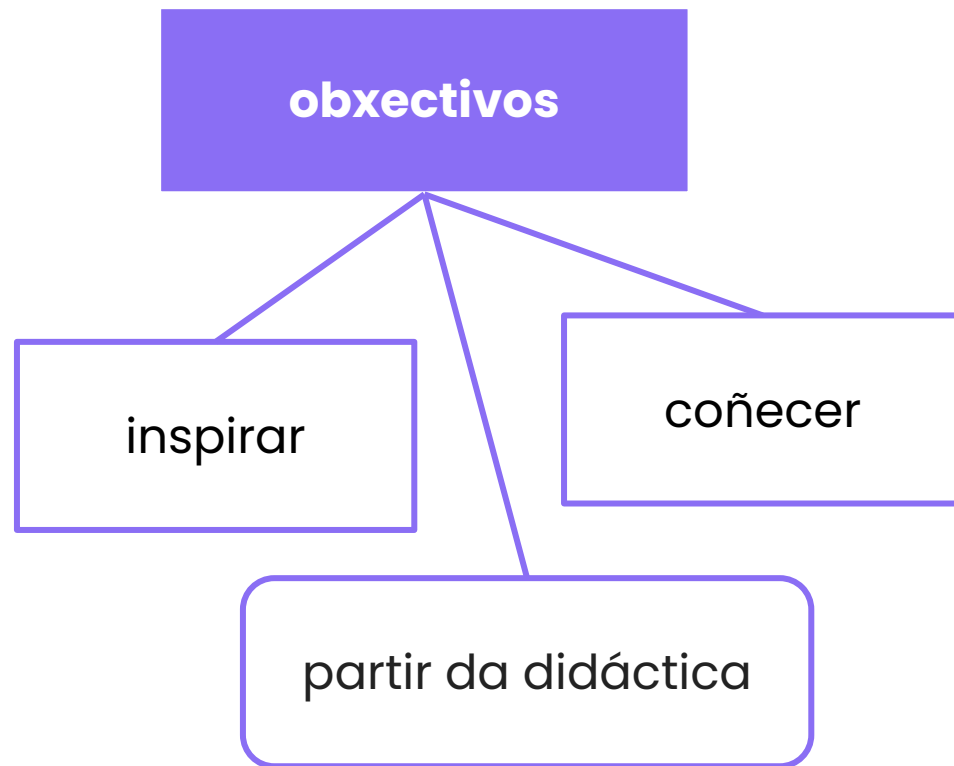 obxectivos
inspirar
coñecer
partir da didáctica